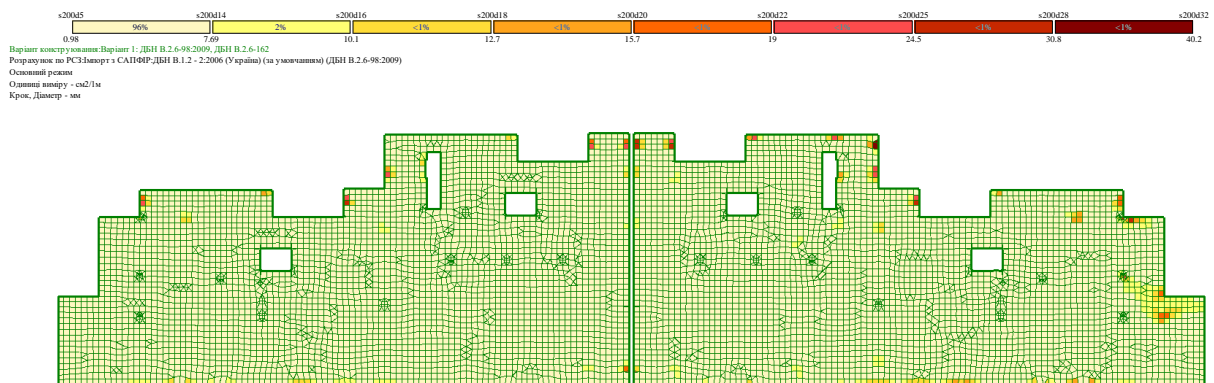 s200d5 s200d14 s200d16 s200d18 s200d20 s200d22 s200d25 s200d28 s200d32
96% 2% <1% <1% <1% <1% <1% <1%
0.98 7.69 10.1 12.7 15.7 19 24.5 30.8 40.2
Варіант конструювання:Варіант 1: ДБН В.2.6-98:2009, ДБН В.2.6-162
Розрахунок по РСЗ:Імпорт з САПФІР:ДБН В.1.2 - 2:2006 (Україна) (за умовчанням) (ДБН В.2.6-98:2009)
Основний режим
Одиниці виміру - см2/1м
Крок, Діаметр - мм